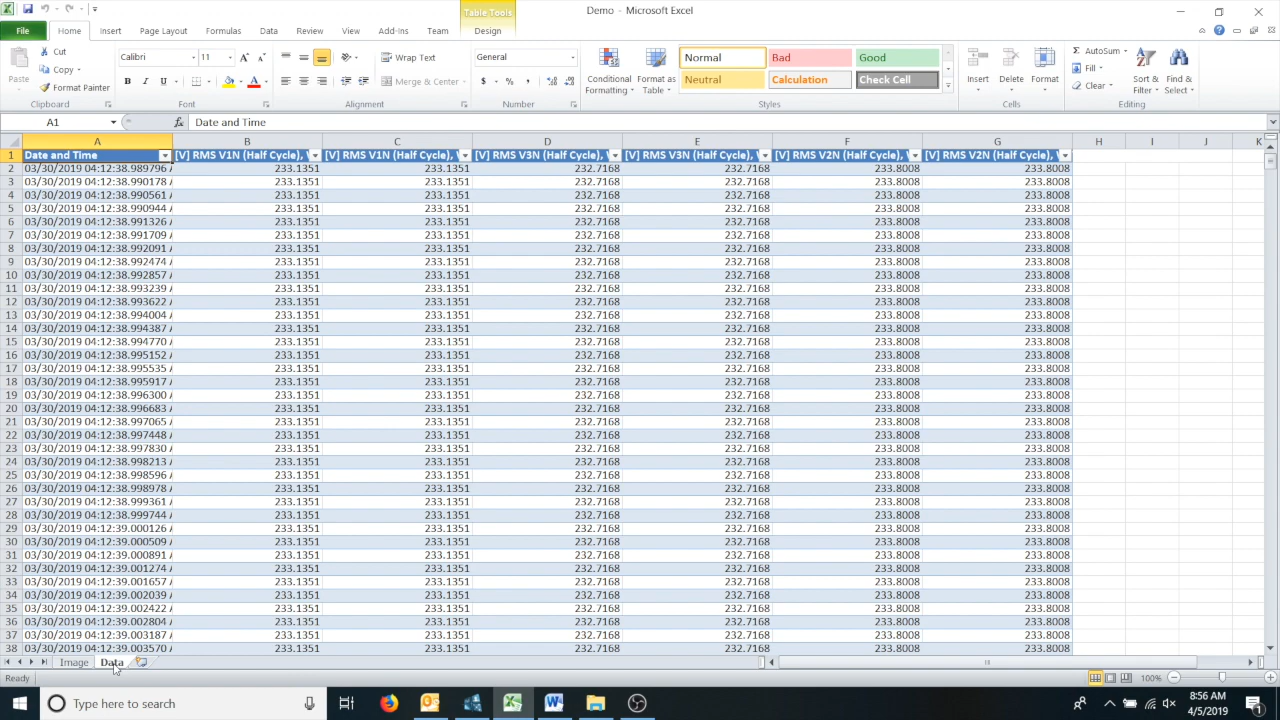 Table Tools
Demo - Microsoft Excel
File Home Insert Page Layout Formulas Data Review View Add-Ins Team Design
Paste
Cut
Copy
Format Painter
Clipboard
Calibri 11
B I U
Font
Wrap Text
Merge & Center
Alignment
General
$ % ,
Number
Conditional Formatting
Format as Table
Normal Bad Good
Neutral Calculation Check Cell
Styles
Insert Delete Format
Cells
AutoSum
Fill
Clear
Sort & Filter
Find & Select
Editing
A1 fx Date and Time
A B C D E F G H I J K
1 Date and Time [V] RMS V1N (Half Cycle), [V] RMS V1N (Half Cycle), [V] RMS V3N (Half Cycle), [V] RMS V3N (Half Cycle), [V] RMS V2N (Half Cycle), [V] RMS V2N (Half Cycle),
2 03/30/2019 04:12:38.989796 233.1351 233.1351 232.7168 232.7168 233.8008 233.8008
3 03/30/2019 04:12:38.990178 233.1351 233.1351 232.7168 232.7168 233.8008 233.8008
4 03/30/2019 04:12:38.990561 233.1351 233.1351 232.7168 232.7168 233.8008 233.8008
5 03/30/2019 04:12:38.990944 233.1351 233.1351 232.7168 232.7168 233.8008 233.8008
6 03/30/2019 04:12:38.991326 233.1351 233.1351 232.7168 232.7168 233.8008 233.8008
7 03/30/2019 04:12:38.991709 233.1351 233.1351 232.7168 232.7168 233.8008 233.8008
8 03/30/2019 04:12:38.992091 233.1351 233.1351 232.7168 232.7168 233.8008 233.8008
9 03/30/2019 04:12:38.992474 233.1351 233.1351 232.7168 232.7168 233.8008 233.8008
10 03/30/2019 04:12:38.992857 233.1351 233.1351 232.7168 232.7168 233.8008 233.8008
11 03/30/2019 04:12:38.993239 233.1351 233.1351 232.7168 232.7168 233.8008 233.8008
12 03/30/2019 04:12:38.993622 233.1351 233.1351 232.7168 232.7168 233.8008 233.8008
13 03/30/2019 04:12:38.994004 233.1351 233.1351 232.7168 232.7168 233.8008 233.8008
14 03/30/2019 04:12:38.994387 233.1351 233.1351 232.7168 232.7168 233.8008 233.8008
15 03/30/2019 04:12:38.994770 233.1351 233.1351 232.7168 232.7168 233.8008 233.8008
16 03/30/2019 04:12:38.995152 233.1351 233.1351 232.7168 232.7168 233.8008 233.8008
17 03/30/2019 04:12:38.995535 233.1351 233.1351 232.7168 232.7168 233.8008 233.8008
18 03/30/2019 04:12:38.995917 233.1351 233.1351 232.7168 232.7168 233.8008 233.8008
19 03/30/2019 04:12:38.996300 233.1351 233.1351 232.7168 232.7168 233.8008 233.8008
20 03/30/2019 04:12:38.996683 233.1351 233.1351 232.7168 232.7168 233.8008 233.8008
21 03/30/2019 04:12:38.997065 233.1351 233.1351 232.7168 232.7168 233.8008 233.8008
22 03/30/2019 04:12:38.997448 233.1351 233.1351 232.7168 232.7168 233.8008 233.8008
23 03/30/2019 04:12:38.997830 233.1351 233.1351 232.7168 232.7168 233.8008 233.8008
24 03/30/2019 04:12:38.998213 233.1351 233.1351 232.7168 232.7168 233.8008 233.8008
25 03/30/2019 04:12:38.998596 233.1351 233.1351 232.7168 232.7168 233.8008 233.8008
26 03/30/2019 04:12:38.998978 233.1351 233.1351 232.7168 232.7168 233.8008 233.8008
27 03/30/2019 04:12:38.999361 233.1351 233.1351 232.7168 232.7168 233.8008 233.8008
28 03/30/2019 04:12:38.999744 233.1351 233.1351 232.7168 232.7168 233.8008 233.8008
29 03/30/2019 04:12:39.000126 233.1351 233.1351 232.7168 232.7168 233.8008 233.8008
30 03/30/2019 04:12:39.000509 233.1351 233.1351 232.7168 232.7168 233.8008 233.8008
31 03/30/2019 04:12:39.000891 233.1351 233.1351 232.7168 232.7168 233.8008 233.8008
32 03/30/2019 04:12:39.001274 233.1351 233.1351 232.7168 232.7168 233.8008 233.8008
33 03/30/2019 04:12:39.001657 233.1351 233.1351 232.7168 232.7168 233.8008 233.8008
34 03/30/2019 04:12:39.002039 233.1351 233.1351 232.7168 232.7168 233.8008 233.8008
35 03/30/2019 04:12:39.002422 233.1351 233.1351 232.7168 232.7168 233.8008 233.8008
36 03/30/2019 04:12:39.002804 233.1351 233.1351 232.7168 232.7168 233.8008 233.8008
37 03/30/2019 04:12:39.003187 233.1351 233.1351 232.7168 232.7168 233.8008 233.8008
38 03/30/2019 04:12:39.003570 233.1351 233.1351 232.7168 232.7168 233.8008 233.8008
Image Data
Ready 100%
Type here to search
8:56 AM
4/5/2019